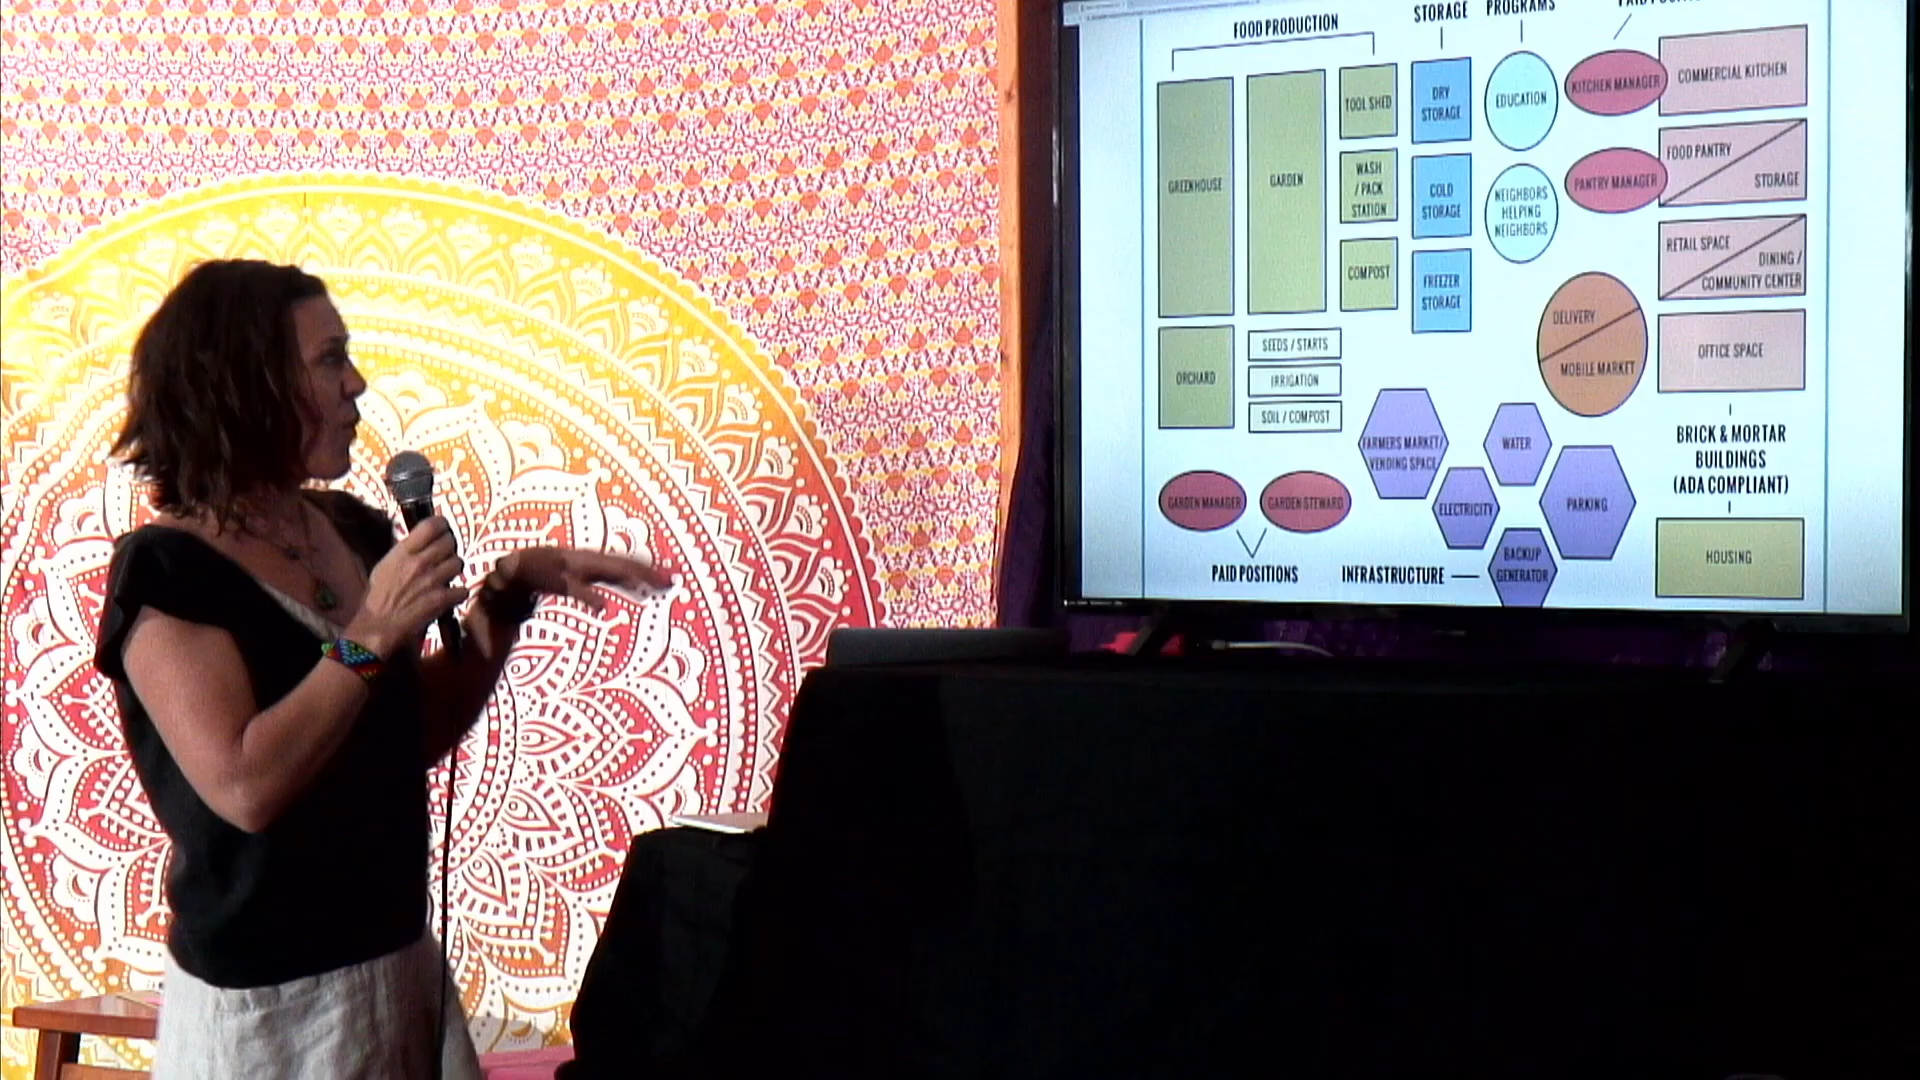 FOOD PRODUCTION
STORAGE
PROGRAMS
GREENHOUSE
GARDEN
TOOL SHED
WASH
/ PACK
STATION
COMPOST
ORCHARD
SEEDS / STARTS
IRRIGATION
SOIL / COMPOST
GARDEN MANAGER
GARDEN STEWARD
PAID POSITIONS
DRY
STORAGE
COLD
STORAGE
FREEZER
STORAGE
EDUCATION
NEIGHBORS
HELPING
NEIGHBORS
KITCHEN MANAGER
PANTRY MANAGER
COMMERCIAL KITCHEN
FOOD PANTRY
STORAGE
RETAIL SPACE
DINING /
COMMUNITY CENTER
DELIVERY
MOBILE MARKET
OFFICE SPACE
BRICK & MORTAR
BUILDINGS
(ADA COMPLIANT)
HOUSING
FARMERS MARKET/
VENDING SPACE
WATER
ELECTRICITY
PARKING
BACKUP
GENERATOR
INFRASTRUCTURE